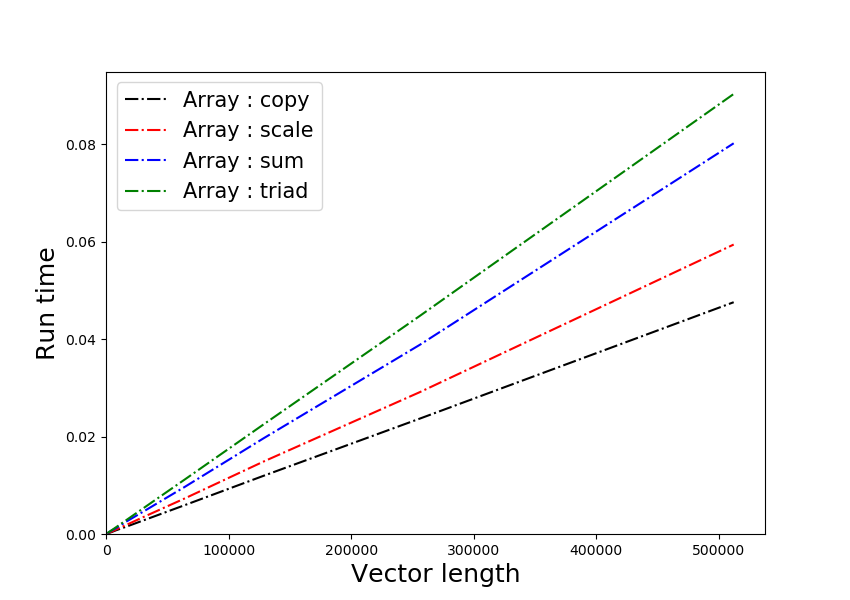 Array : copy
Array : scale
Array : sum
Array : triad
0.08
0.06
0.04
0.02
0.00
Run time
0 100000 200000 300000 400000 500000
Vector length